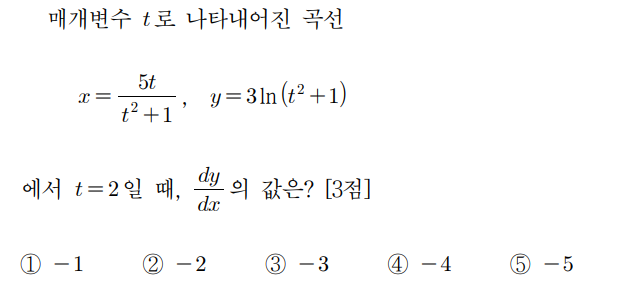 매개변수 t로 나타내어진 곡선
x = 5t/(t²+1), y = 3ln(t²+1)
에서 t=2일 때, dy/dx의 값은? [3점]
① -1 ② -2 ③ -3 ④ -4 ⑤ -5